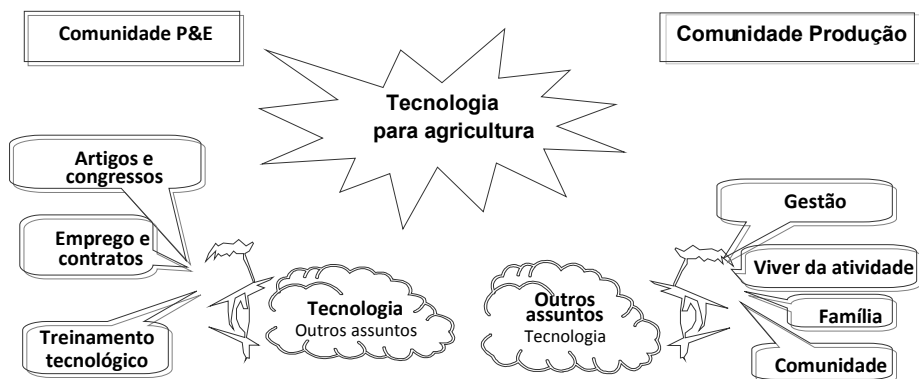 Comunidade P&E
Comunidade Produção
Tecnologia
para agricultura
Artigos e
congressos
Emprego e
contratos
Treinamento
tecnológico
Tecnologia
Outros assuntos
Outros
assuntos
Tecnologia
Gestão
Viver da atividade
Família
Comunidade